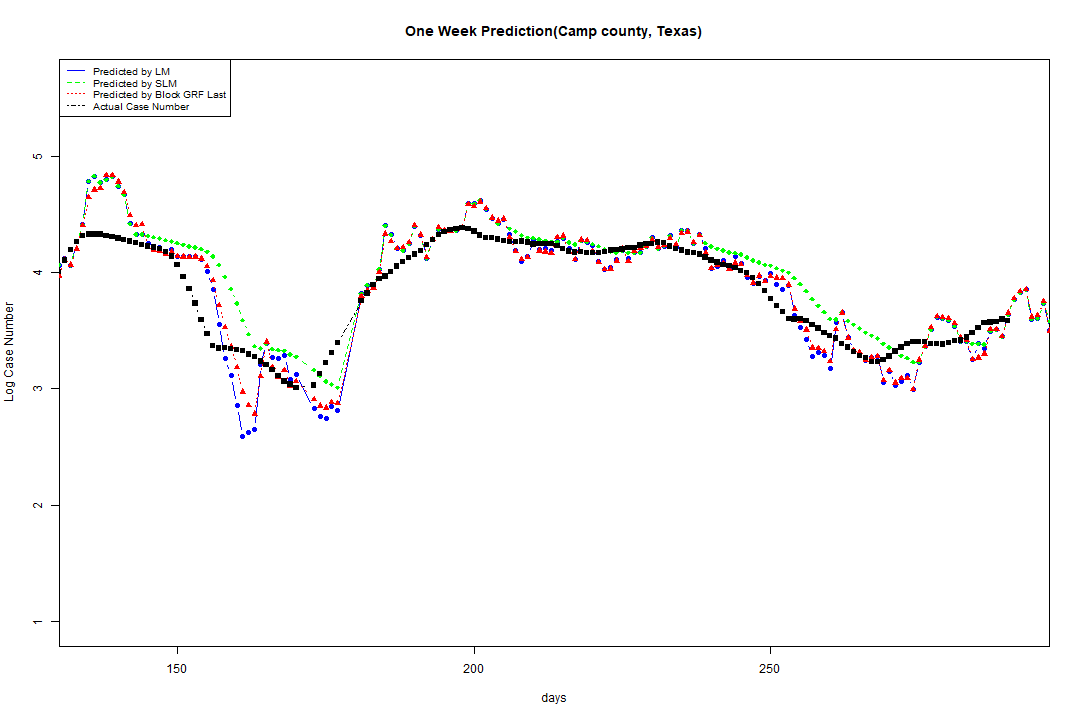 One Week Prediction(Camp county, Texas)
Predicted by LM
Predicted by SLM
Predicted by Block GRF Last
Actual Case Number
5
4
3
2
1
Log Case Number
150 200 250
days